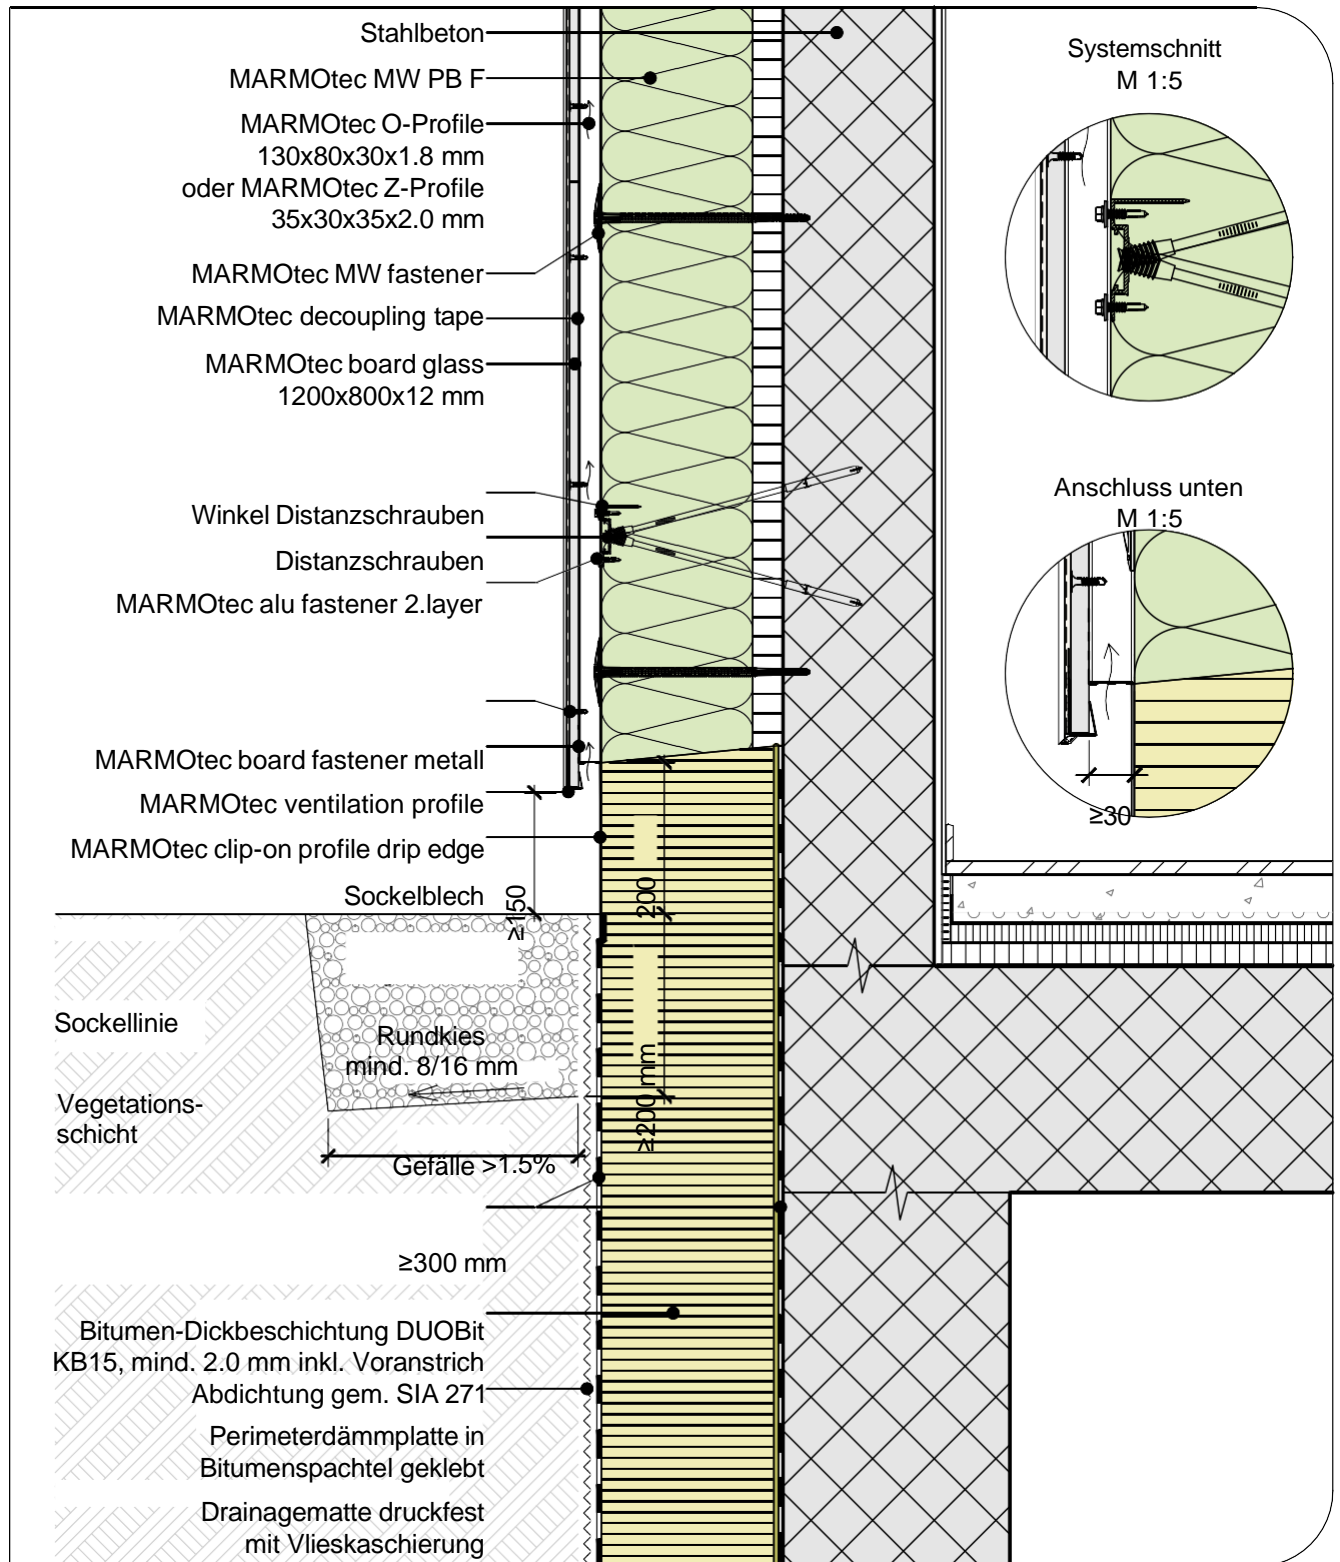 Stahlbeton
MARMOtec MW PB F
MARMOtec O-Profile
130x80x30x1.8 mm
oder MARMOtec Z-Profile
35x30x35x2.0 mm
MARMOtec MW fastener
MARMOtec decoupling tape
MARMOtec board glass
1200x800x12 mm
Winkel Distanzschrauben
Distanzschrauben
MARMOtec alu fastener 2.layer
MARMOtec board fastener metall
MARMOtec ventilation profile
MARMOtec clip-on profile drip edge
Sockelblech
≥150
200
≥200 mm
Sockellinie
Rundkies
mind. 8/16 mm
Vegetations-
schicht
Gefälle >1.5%
≥300 mm
Bitumen-Dickbeschichtung DUOBit
KB15, mind. 2.0 mm inkl. Voranstrich
Abdichtung gem. SIA 271
Perimeterdämmplatte in
Bitumenspachtel geklebt
Drainagematte druckfest
mit Vlieskaschierung
Systemschnitt
M 1:5
Anschluss unten
M 1:5
≥30